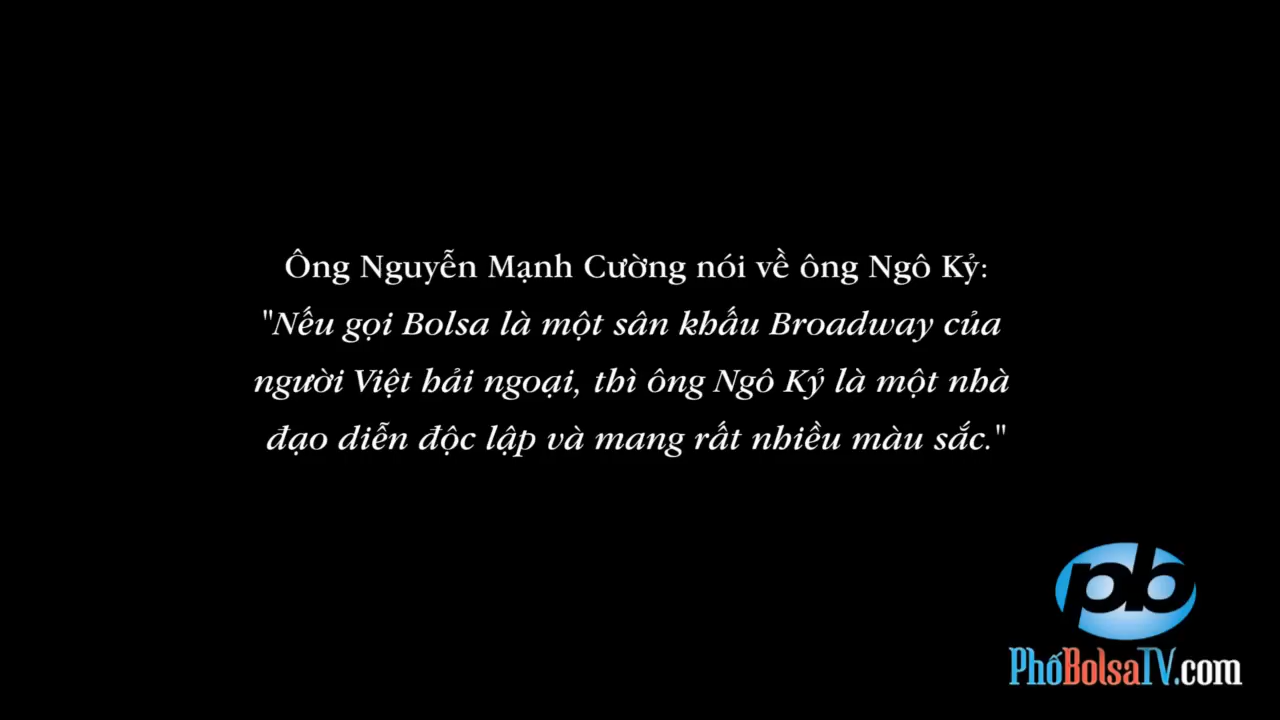 Ông Nguyễn Mạnh Cường nói về ông Ngô Kỷ:
"Nếu gọi Bolsa là một sân khấu Broadway của
người Việt hải ngoại, thì ông Ngô Kỷ là một nhà
đạo diễn độc lập và mang rất nhiều màu sắc."
pb
PhốBolsaTV.com